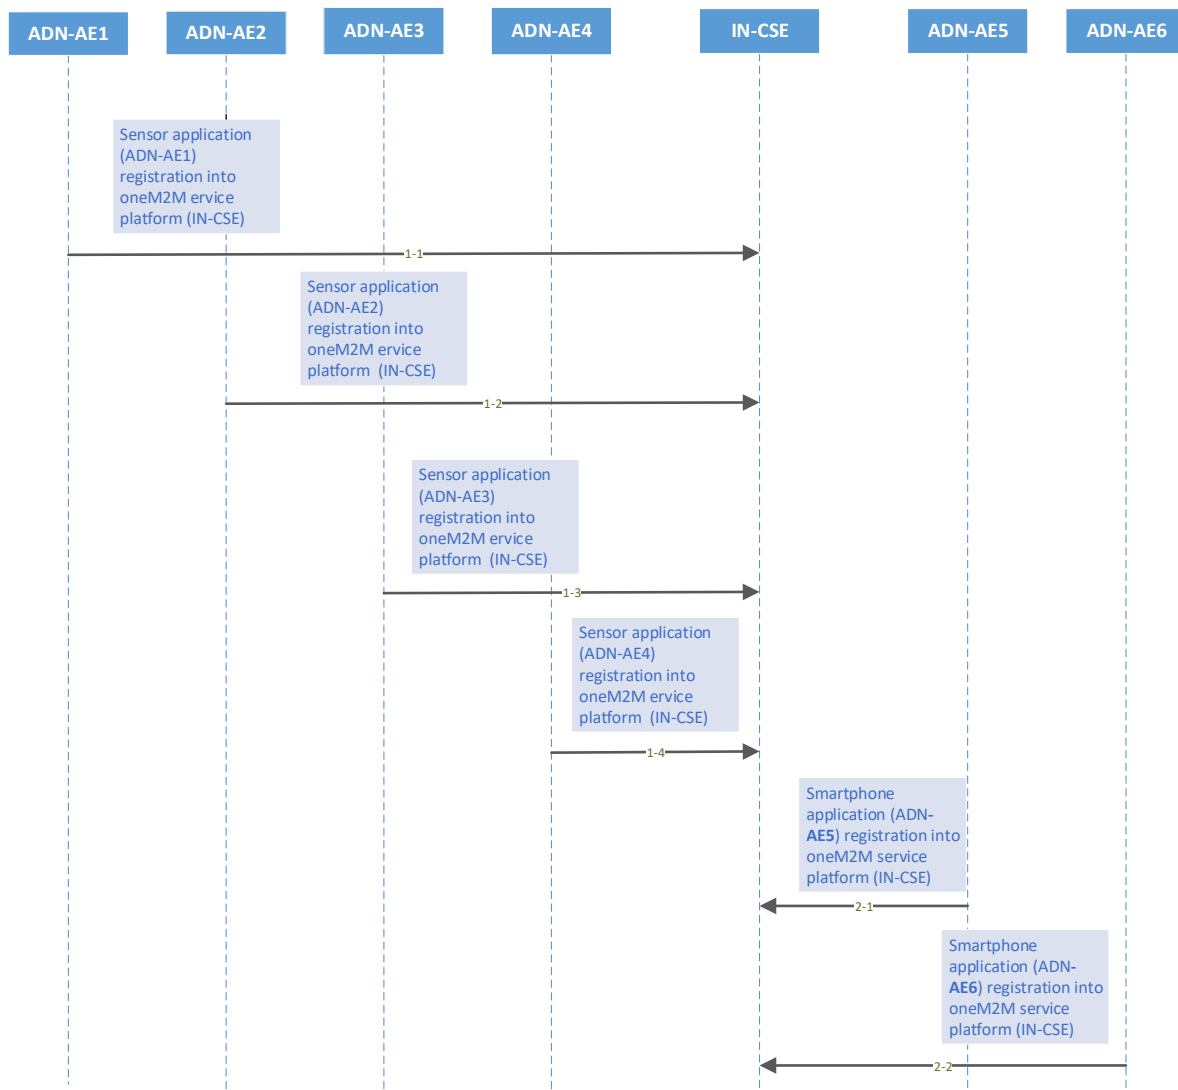 ADN-AE1
ADN-AE2
ADN-AE3
ADN-AE4
IN-CSE
ADN-AE5
ADN-AE6
Sensor application
(ADN-AE1)
registration into
oneM2M ervice
platform (IN-CSE)
1-1
Sensor application
(ADN-AE2)
registration into
oneM2M ervice
platform (IN-CSE)
1-2
Sensor application
(ADN-AE3)
registration into
oneM2M ervice
platform (IN-CSE)
1-3
Sensor application
(ADN-AE4)
registration into
oneM2M ervice
platform (IN-CSE)
1-4
Smartphone
application (ADN-
AE5) registration into
oneM2M service
platform (IN-CSE)
2-1
Smartphone
application (ADN-
AE6) registration into
oneM2M service
platform (IN-CSE)
2-2